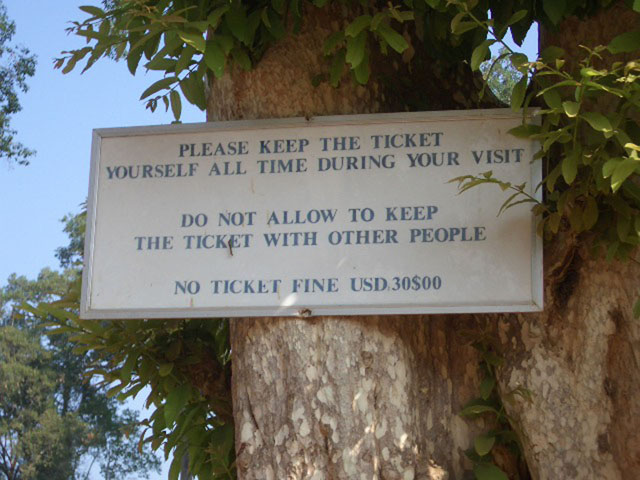 PLEASE KEEP THE TICKET
YOURSELF ALL TIME DURING YOUR VISIT
DO NOT ALLOW TO KEEP
THE TICKET WITH OTHER PEOPLE
NO TICKET FINE USD 30$00